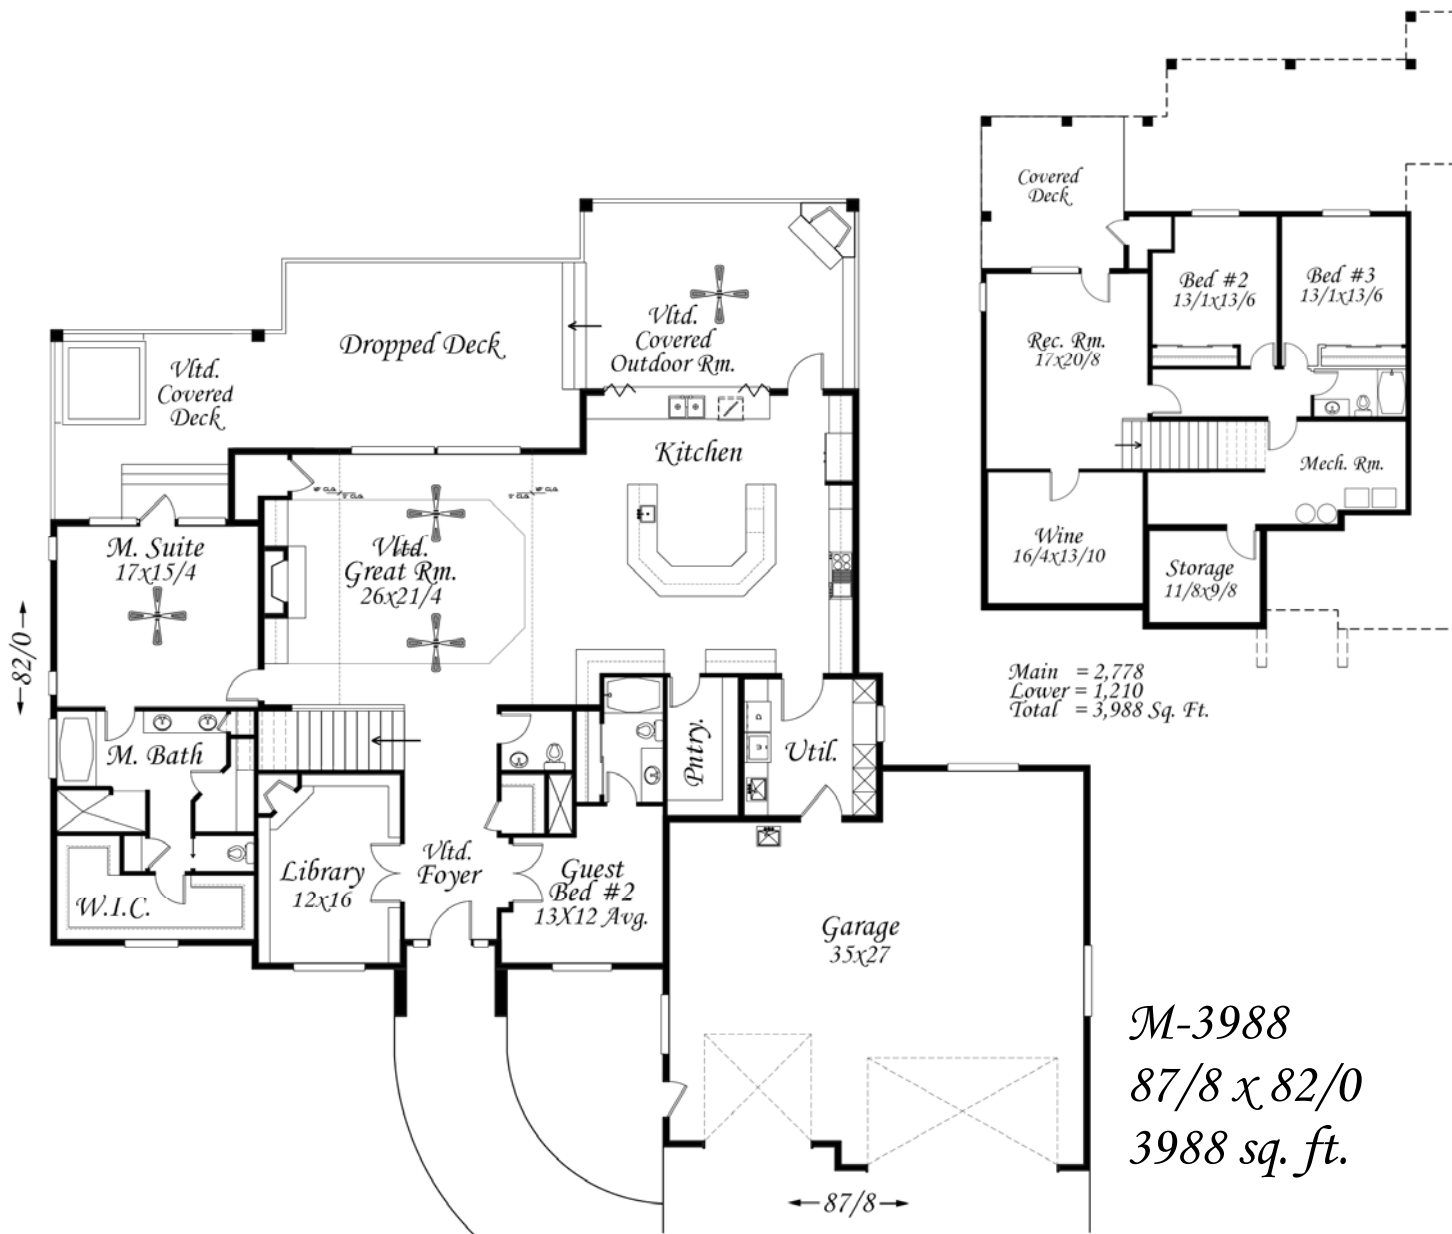 Covered
Deck
Bed #2
13/1x13/6
Bed #3
13/1x13/6
Rec. Rm.
17x20/8
Mech. Rm.
Wine
16/4x13/10
Storage
11/8x9/8
Main = 2,778
Lower = 1,210
Total = 3,988 Sq. Ft.
Vltd.
Covered
Outdoor Rm.
Dropped Deck
Vltd.
Covered
Deck
Kitchen
M. Suite
17x15/4
Vltd.
Great Rm.
26x21/4
82/0
M. Bath
Pntry.
Util.
Library
12x16
Vltd.
Foyer
Guest
Bed #2
13X12 Avg.
W.I.C.
Garage
35x27
M-3988
87/8 x 82/0
3988 sq. ft.
87/8